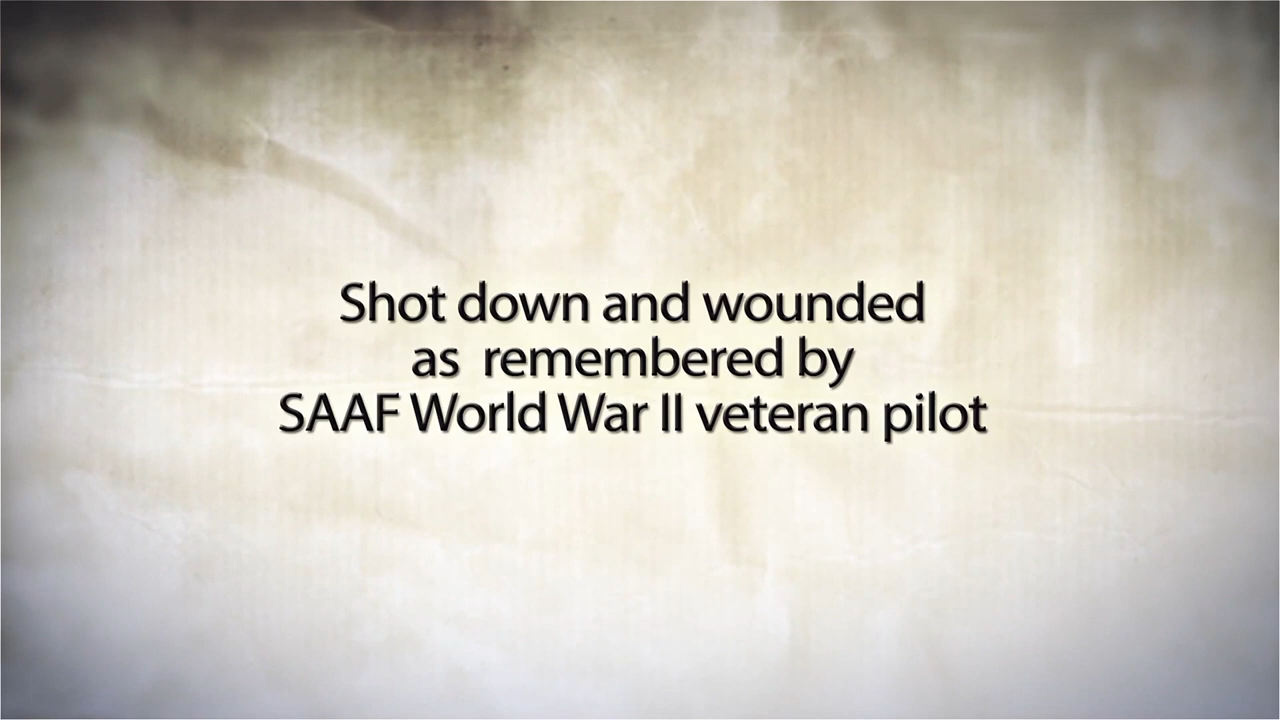 Shot down and wounded
as  remembered by
SAAF World War II veteran pilot